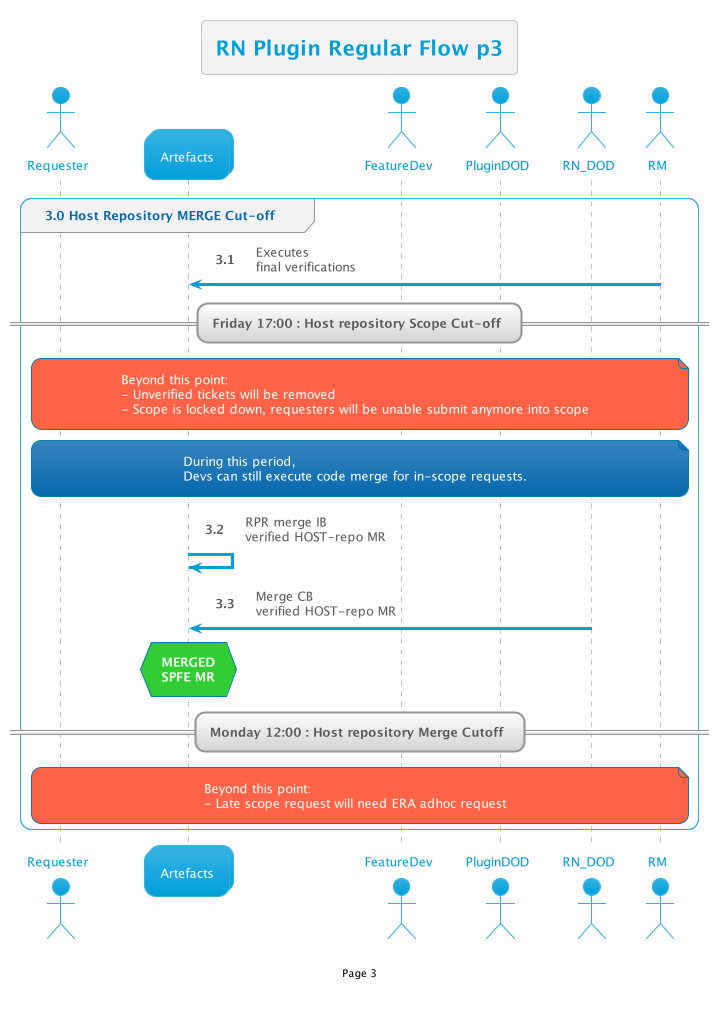 RN Plugin Regular Flow p3
Requester
Artefacts
FeatureDev
PluginDOD
RN_DOD
RM
3.0 Host Repository MERGE Cut-off
3.1
Executes
final verifications
Friday 17:00 : Host repository Scope Cut-off
Beyond this point:
- Unverified tickets will be removed
- Scope is locked down, requesters will be unable submit anymore into scope
During this period,
Devs can still execute code merge for in-scope requests.
3.2
RPR merge IB
verified HOST-repo MR
3.3
Merge CB
verified HOST-repo MR
MERGED
SPFE MR
Monday 12:00 : Host repository Merge Cutoff
Beyond this point:
- Late scope request will need ERA adhoc request
Requester
Artefacts
FeatureDev
PluginDOD
RN_DOD
RM
Page 3